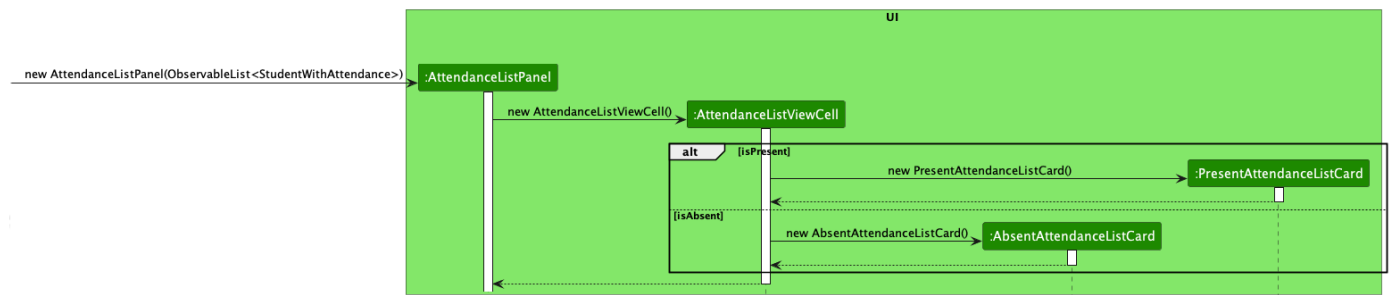 UI
new AttendanceListPanel(ObservableList<StudentWithAttendance>)
:AttendanceListPanel
new AttendanceListViewCell()
:AttendanceListViewCell
alt
[isPresent]
new PresentAttendanceListCard()
:PresentAttendanceListCard
[isAbsent]
new AbsentAttendanceListCard()
:AbsentAttendanceListCard